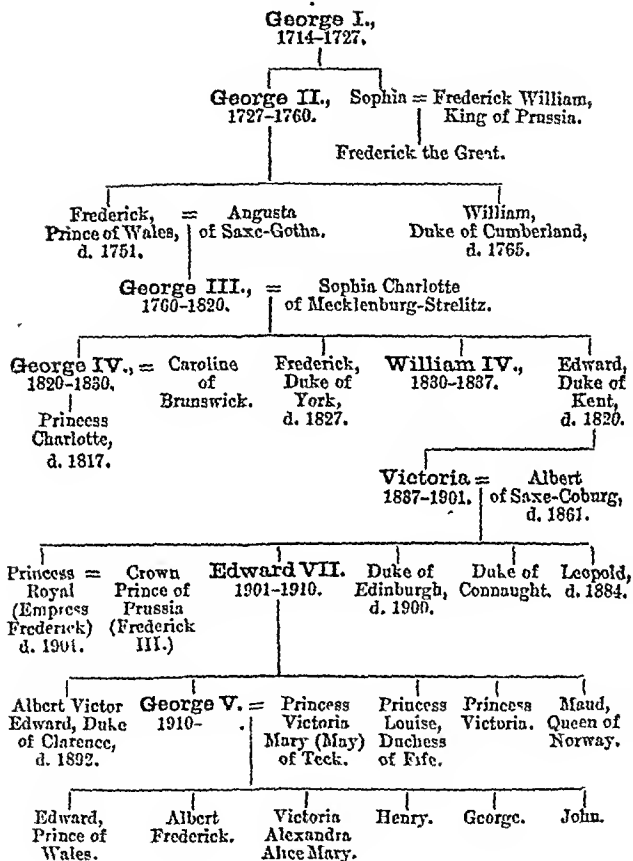 George I.,
1714–1727.
George II.,
1727–1760.
Sophia = Frederick William,
King of Prussia.
Frederick the Great.
Frederick,
Prince of Wales,
d. 1751.
=
Augusta
of Saxe-Gotha.
William,
Duke of Cumberland,
d. 1765.
George III.,
1760–1820.
=
Sophia Charlotte
of Mecklenburg-Strelitz.
George IV., =
1820–1830.
Caroline
of
Brunswick.
Frederick,
Duke of
York,
d. 1827.
William IV.,
1830–1837.
Edward,
Duke of
Kent,
d. 1820.
Princess
Charlotte,
d. 1817.
Victoria =
1837–1901.
Albert
of Saxe-Coburg,
d. 1861.
Princess =
Royal
(Empress
Frederick)
d. 1901.
Crown
Prince of
Prussia
(Frederick
III.)
Edward VII.
1901–1910.
Duke of
Edinburgh,
d. 1900.
Duke of
Connaught.
Leopold,
d. 1884.
Albert Victor
Edward, Duke
of Clarence,
d. 1892.
George V. =
1910– .
Princess
Victoria
Mary (May)
of Teck.
Princess
Louise,
Duchess
of Fife.
Princess
Victoria.
Maud,
Queen of
Norway.
Edward,
Prince of
Wales.
Albert
Frederick.
Victoria
Alexandra
Alice Mary.
Henry.
George.
John.